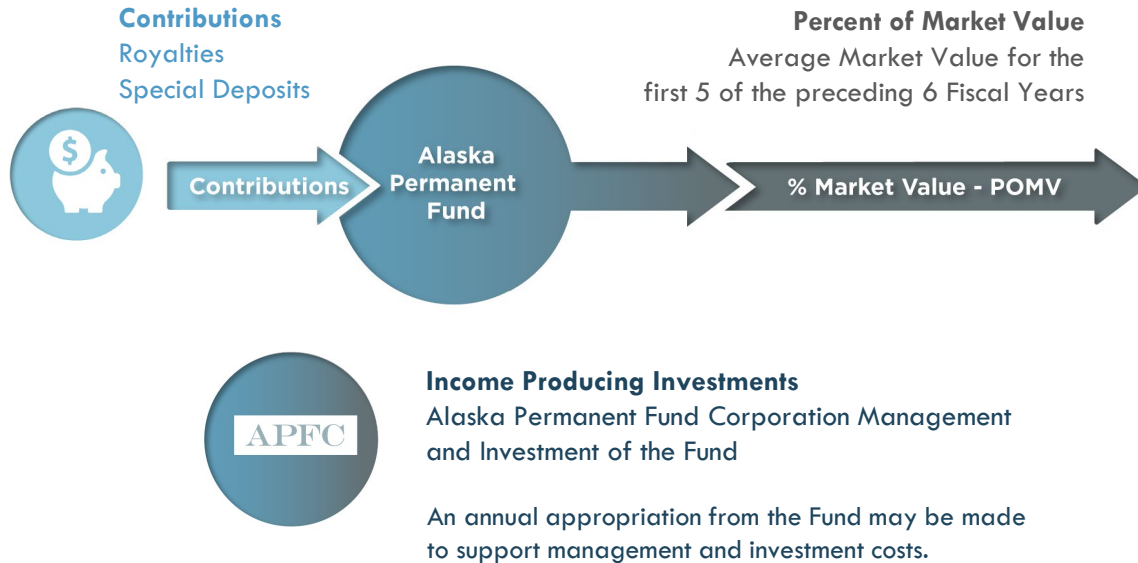 Contributions
Royalties
Special Deposits
Percent of Market Value
Average Market Value for the
first 5 of the preceding 6 Fiscal Years
$
Contributions
Alaska
Permanent
Fund
% Market Value - POMV
APFC
Income Producing Investments
Alaska Permanent Fund Corporation Management
and Investment of the Fund
An annual appropriation from the Fund may be made
to support management and investment costs.